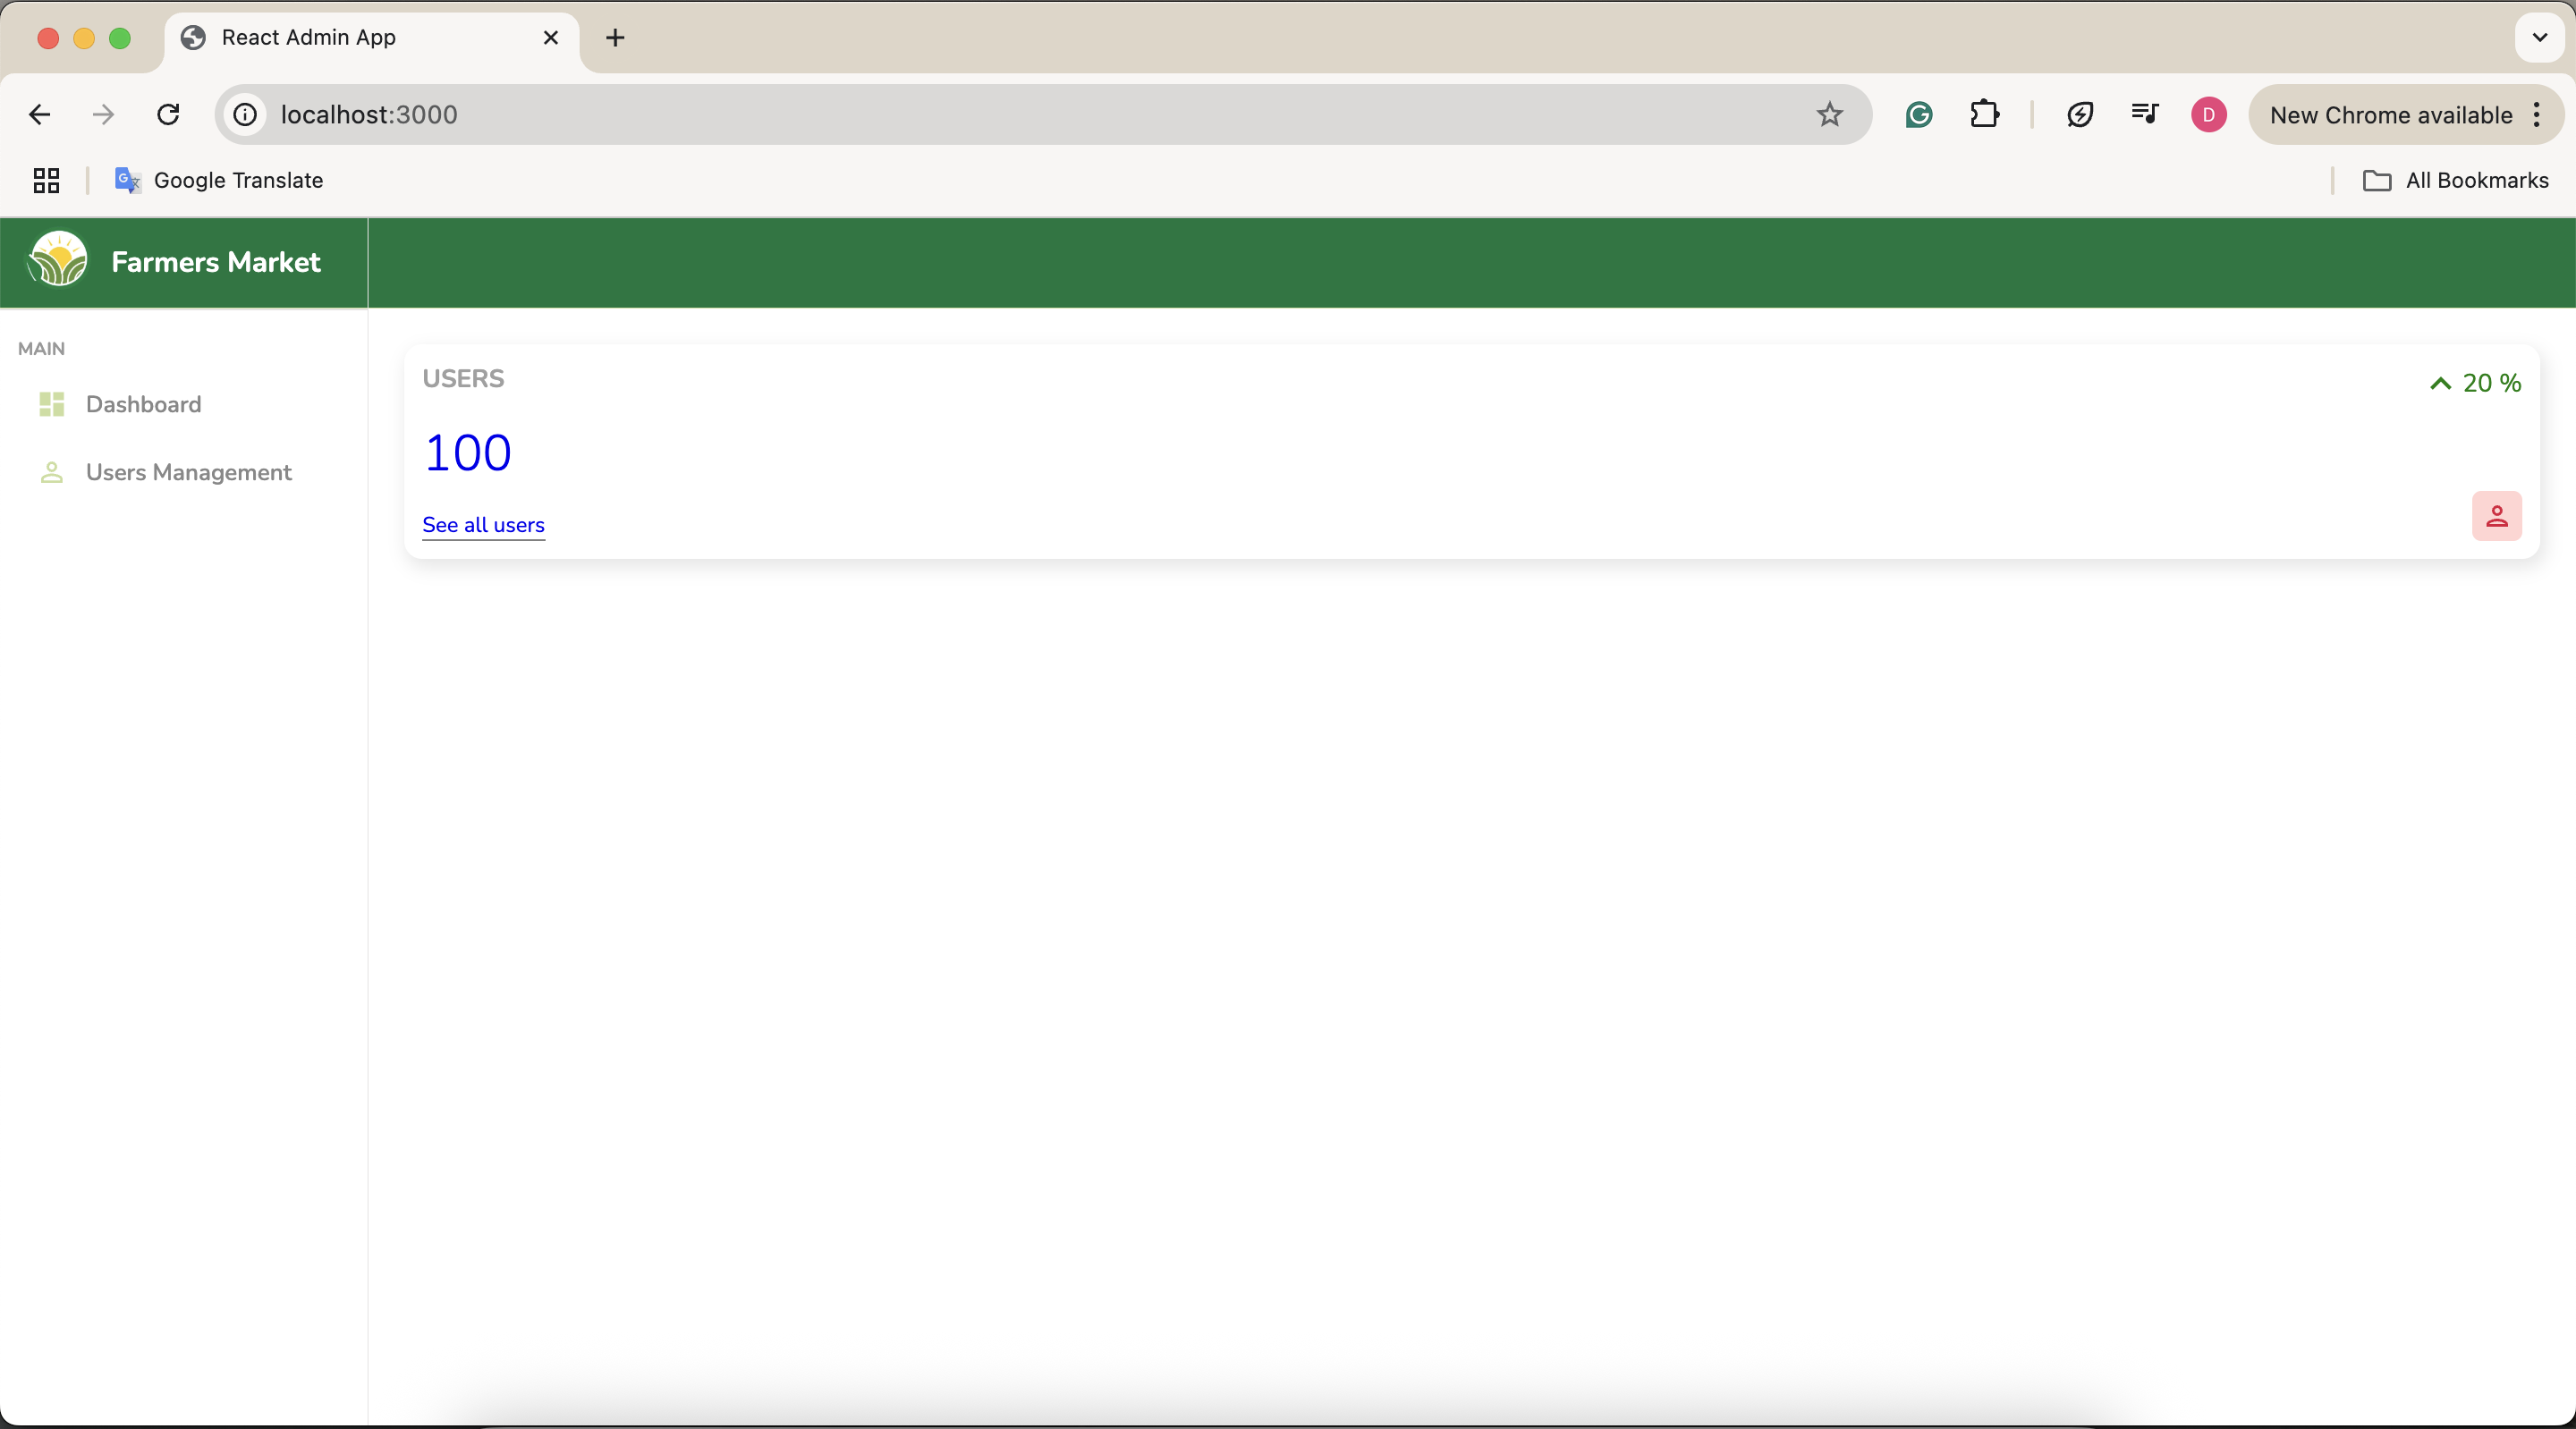 React Admin App
localhost:3000
D
New Chrome available
Google Translate
All Bookmarks
Farmers Market
MAIN
Dashboard
Users Management
USERS
20 %
100
See all users